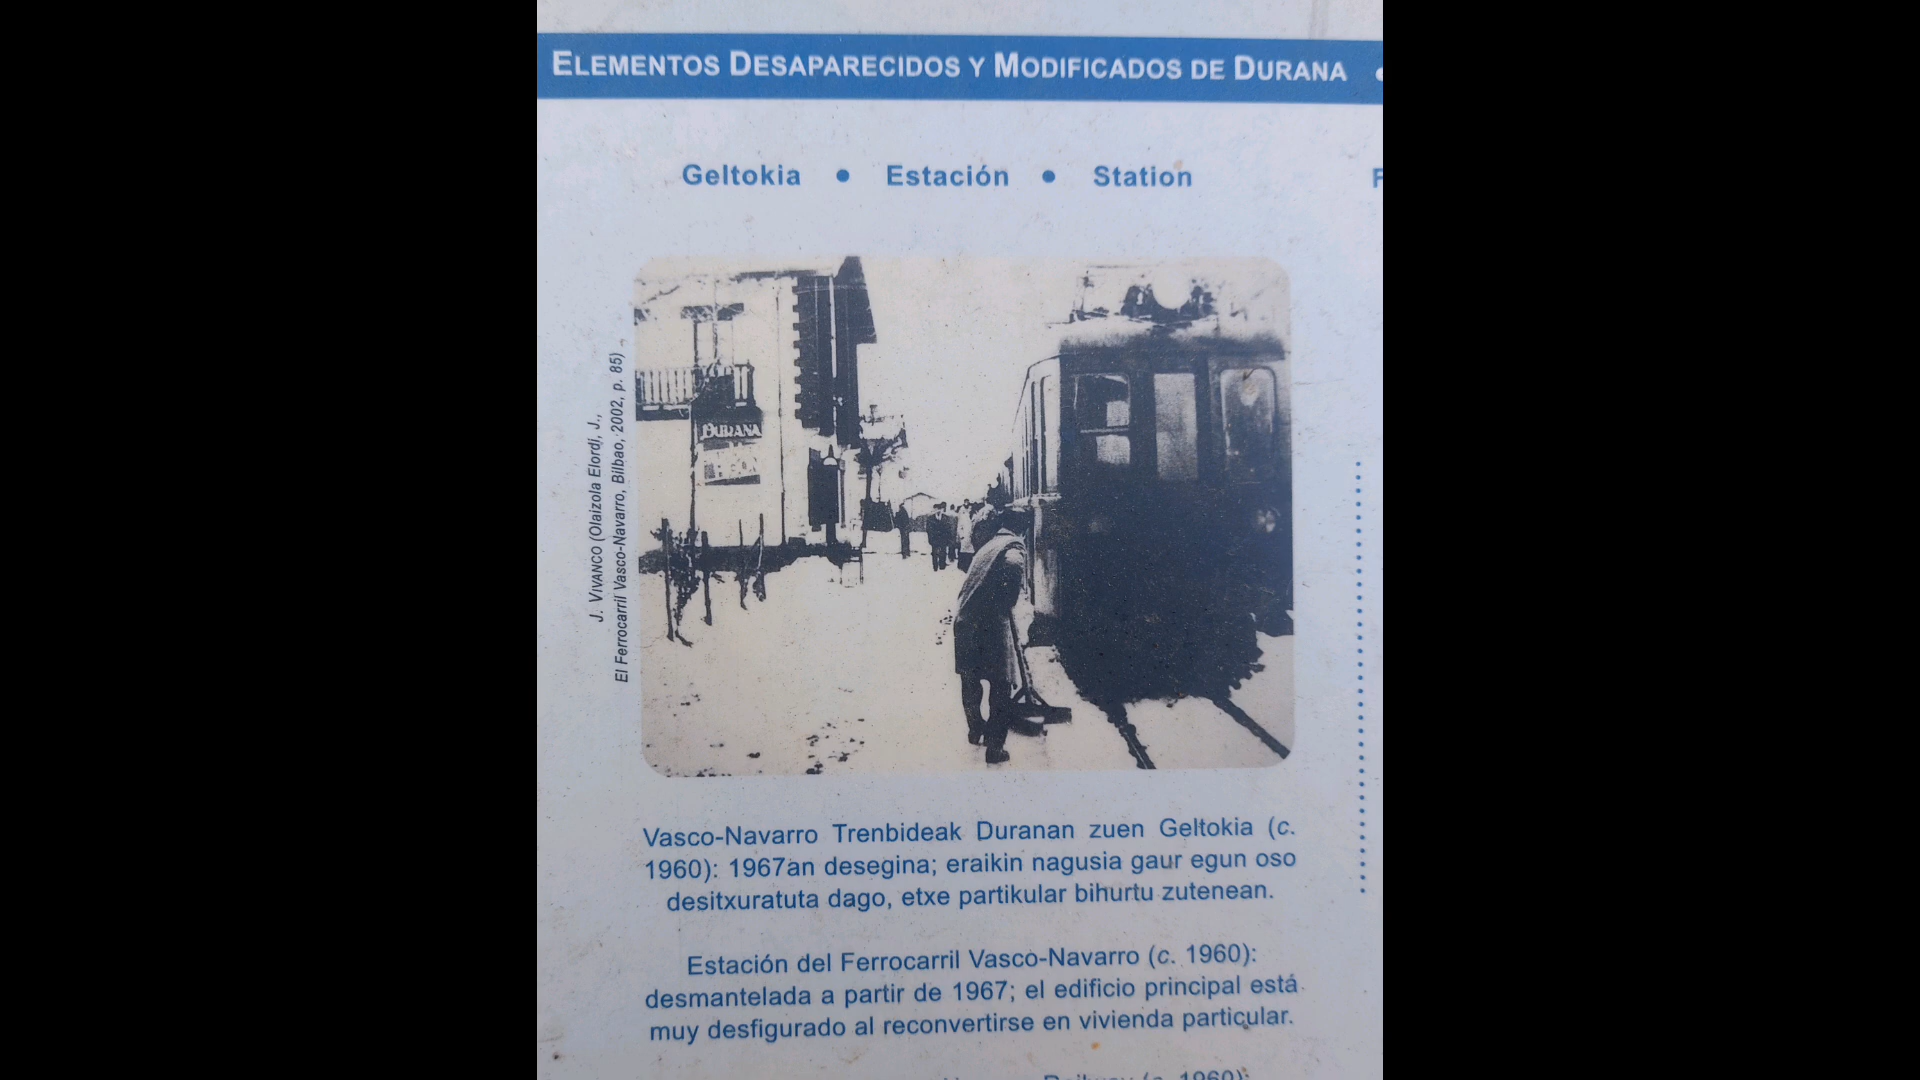 ELEMENTOS DESAPARECIDOS Y MODIFICADOS DE DURANA •
Geltokia • Estación • Station
J. VIVANCO (Olaizola Elordi, J.,
El Ferrocarril Vasco-Navarro, Bilbao, 2002, p. 85)
DURANA
Vasco-Navarro Trenbideak Duranan zuen Geltokia (c.
1960): 1967an desegina; eraikin nagusia gaur egun oso
desitxuratuta dago, etxe partikular bihurtu zutenean.
Estación del Ferrocarril Vasco-Navarro (c. 1960):
desmantelada a partir de 1967; el edificio principal está
muy desfigurado al reconvertirse en vivienda particular.
Railway (c. 1960):